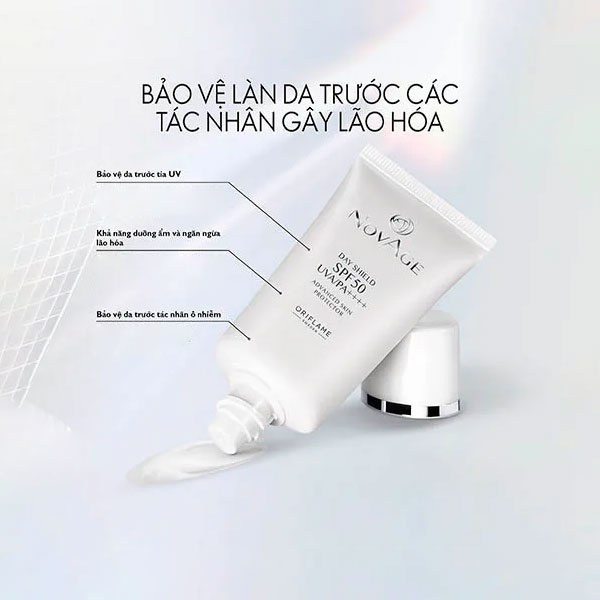 BẢO VỆ LÀN DA TRƯỚC CÁC
TÁC NHÂN GÂY LÃO HÓA
Bảo vệ da trước tia UV
Khả năng dưỡng ẩm và ngăn ngừa
lão hóa
Bảo vệ da trước tác nhân ô nhiễm
NOVAGE
DAY SHIELD
SPF50
UVA/PA++++
ADVANCED SKIN
PROTECTOR
ORIFLAME
SWEDEN